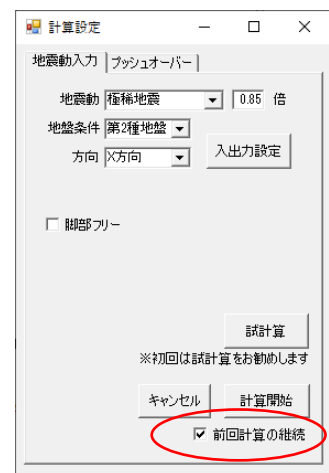 計算設定
地震動入力 プッシュオーバー
地震動 極稀地震 0.85 倍
地盤条件 第2種地盤
方向 X方向 入出力設定
脚部フリー
試計算
※初回は試計算をお勧めします
キャンセル 計算開始
前回計算の継続